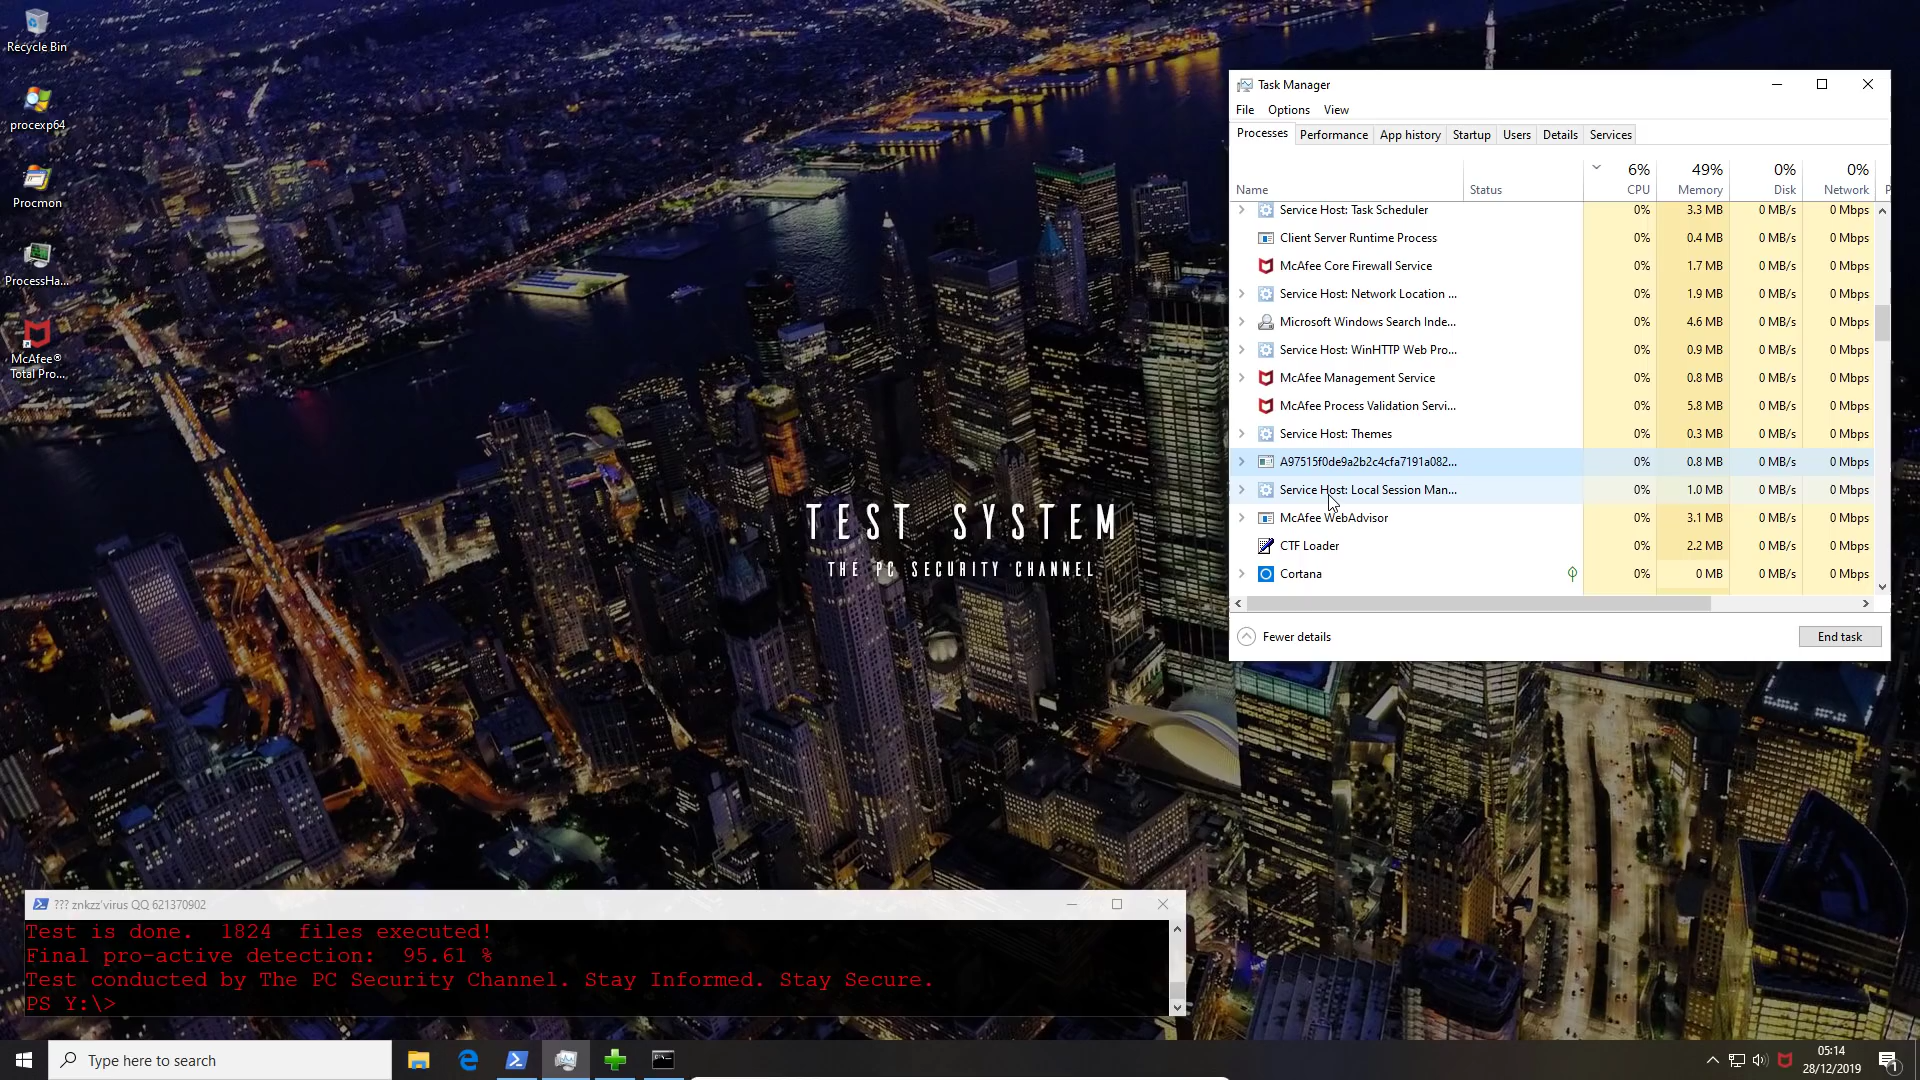 Recycle Bin
procexp64
Procmon
ProcessHa...
McAfee®
Total Pro...
TEST SYSTEM
THE PC SECURITY CHANNEL
Task Manager
File Options View
Processes Performance App history Startup Users Details Services
6% 49% 0% 0%
Name Status CPU Memory Disk Network P
Service Host: Task Scheduler 0% 3.3 MB 0 MB/s 0 Mbps
Client Server Runtime Process 0% 0.4 MB 0 MB/s 0 Mbps
McAfee Core Firewall Service 0% 1.7 MB 0 MB/s 0 Mbps
Service Host: Network Location ... 0% 1.9 MB 0 MB/s 0 Mbps
Microsoft Windows Search Inde... 0% 4.6 MB 0 MB/s 0 Mbps
Service Host: WinHTTP Web Pro... 0% 0.9 MB 0 MB/s 0 Mbps
McAfee Management Service 0% 0.8 MB 0 MB/s 0 Mbps
McAfee Process Validation Servi... 0% 5.8 MB 0 MB/s 0 Mbps
Service Host: Themes 0% 0.3 MB 0 MB/s 0 Mbps
A97515f0de9a2b2c4cfa7191a082... 0% 0.8 MB 0 MB/s 0 Mbps
Service Host: Local Session Man... 0% 1.0 MB 0 MB/s 0 Mbps
McAfee WebAdvisor 0% 3.1 MB 0 MB/s 0 Mbps
CTF Loader 0% 2.2 MB 0 MB/s 0 Mbps
Cortana 0% 0 MB 0 MB/s 0 Mbps
Fewer details End task
??? znkzz'virus QQ 621370902
Test is done. 1824 files executed!
Final pro-active detection: 95.61 %
Test conducted by The PC Security Channel. Stay Informed. Stay Secure.
PS Y:\>
Type here to search
05:14
28/12/2019
1